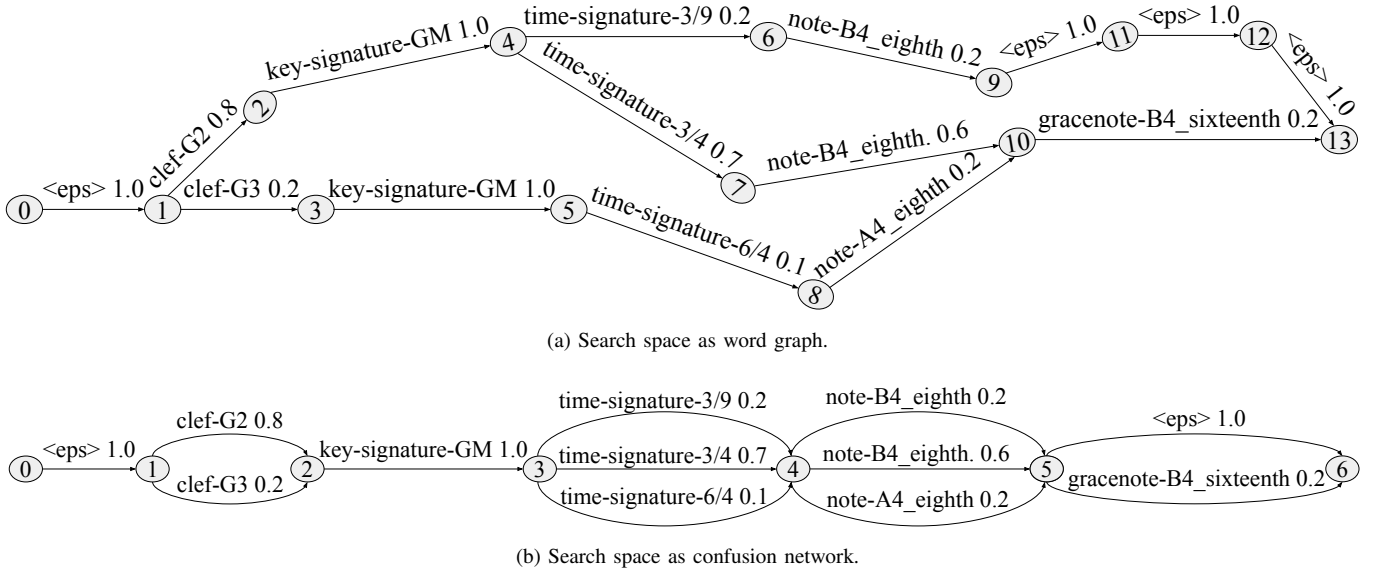 time-signature-3/9 0.2
note-B4_eighth 0.2
<eps> 1.0
<eps> 1.0
<eps> 1.0
key-signature-GM 1.0
4
6
9
11
12
time-signature-3/4 0.7
clef-G2 0.8
2
note-B4_eighth. 0.6
gracenote-B4_sixteenth 0.2
7
10
13
<eps> 1.0
clef-G3 0.2
key-signature-GM 1.0
time-signature-6/4 0.1
note-A4_eighth 0.2
0
1
3
5
8
(a) Search space as word graph.
time-signature-3/9 0.2
note-B4_eighth 0.2
clef-G2 0.8
<eps> 1.0
<eps> 1.0
key-signature-GM 1.0
time-signature-3/4 0.7
note-B4_eighth. 0.6
0
1
2
3
4
5
6
clef-G3 0.2
time-signature-6/4 0.1
note-A4_eighth 0.2
gracenote-B4_sixteenth 0.2
(b) Search space as confusion network.